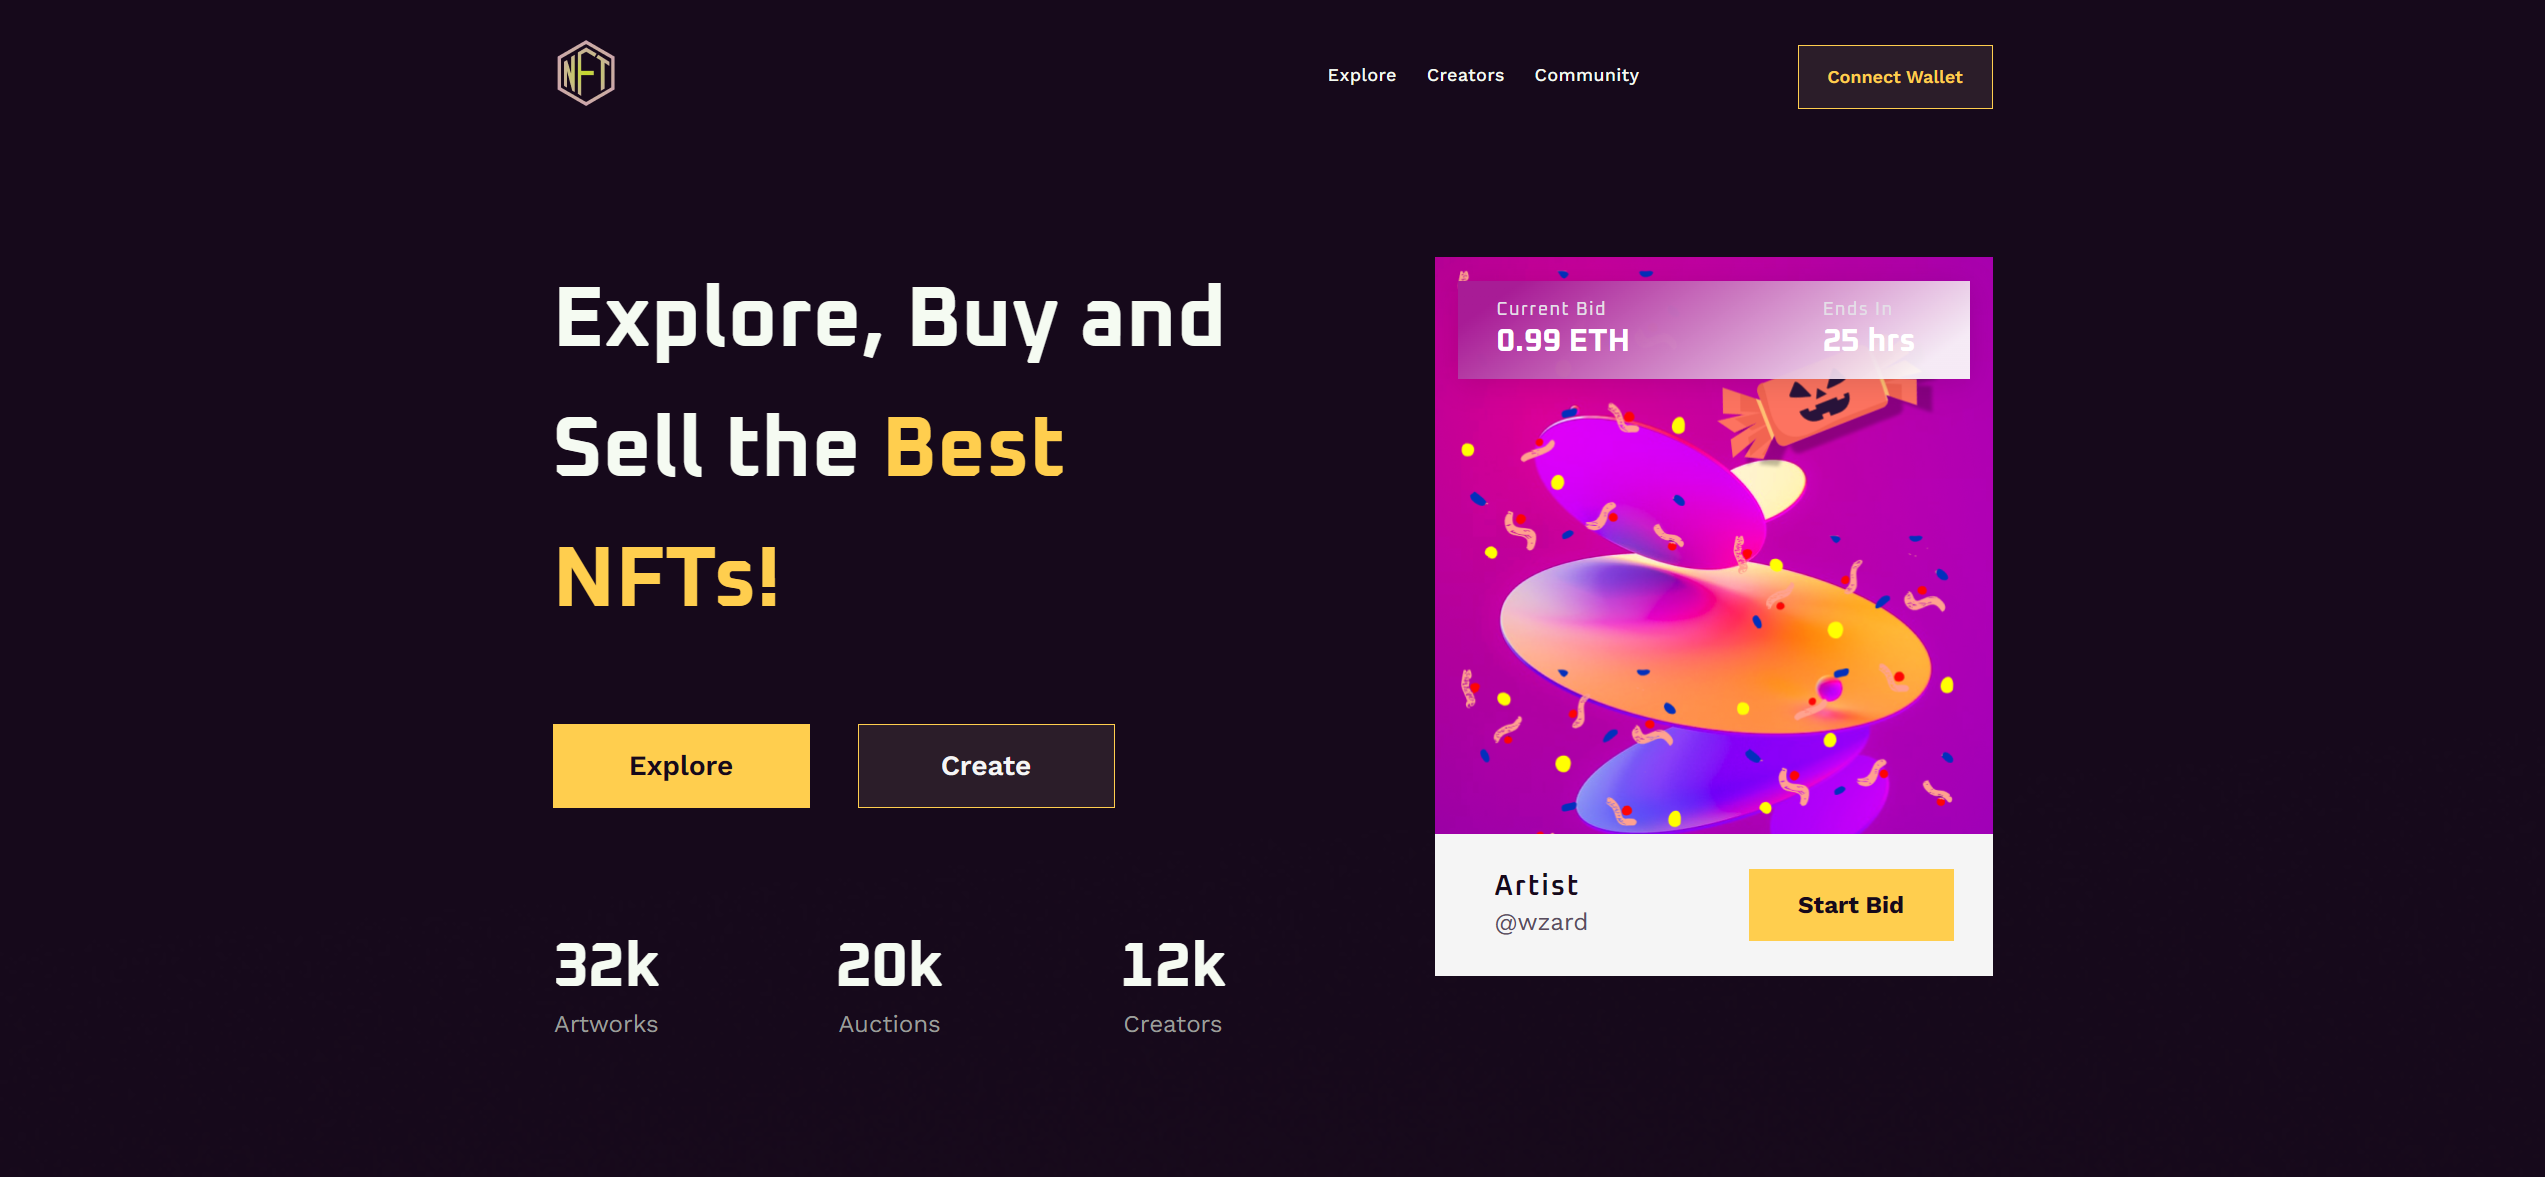 NFT
Explore Creators Community
Connect Wallet
Explore, Buy and
Sell the Best
NFTs!
Explore
Create
32k
Artworks
20k
Auctions
12k
Creators
Current Bid
0.99 ETH
Ends In
25 hrs
Artist
@wzard
Start Bid